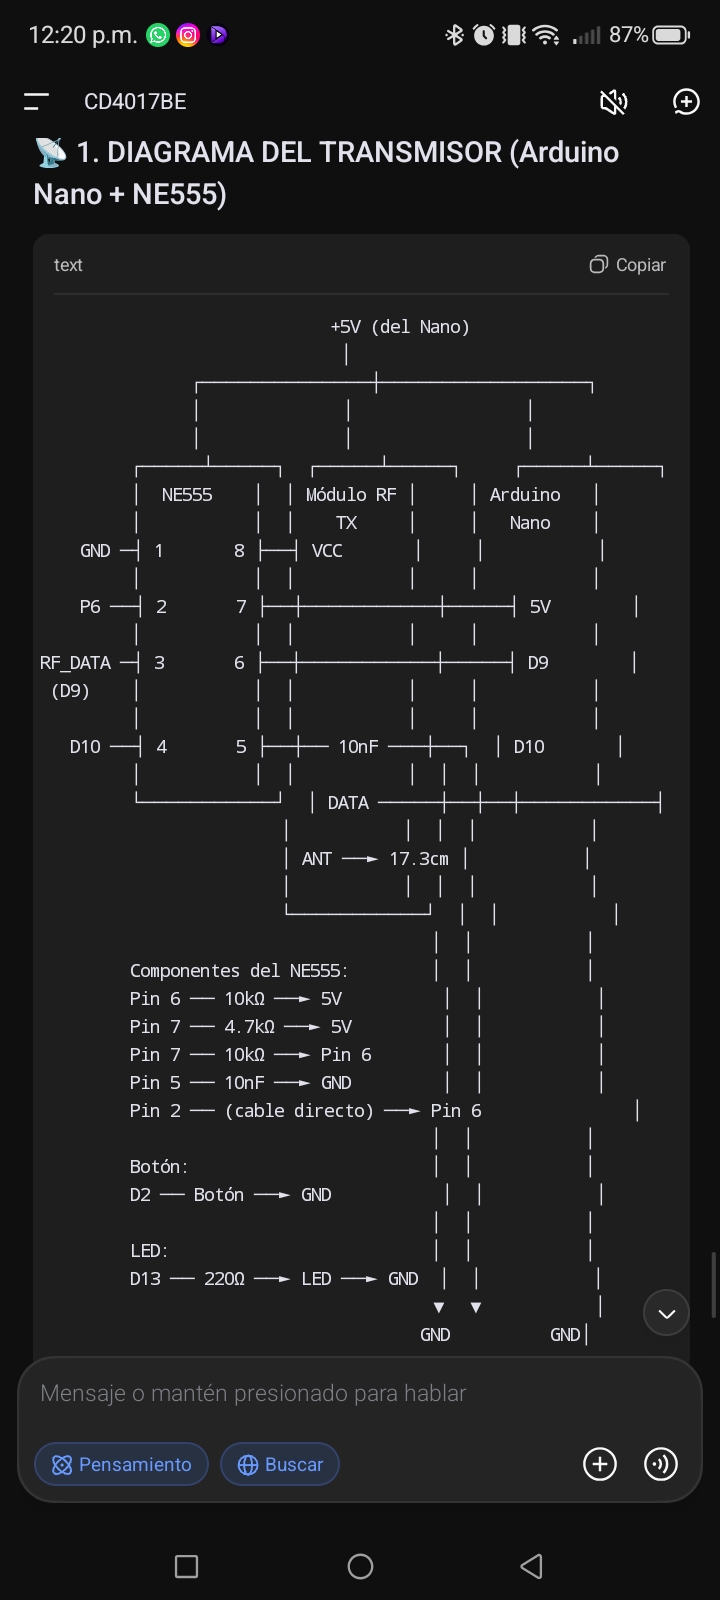 12:20 p.m. 87%
CD4017BE
📡 1. DIAGRAMA DEL TRANSMISOR (Arduino
Nano + NE555)
text Copiar
+5V (del Nano)
NE555 Módulo RF Arduino
TX Nano
GND 1 8 VCC
P6 2 7 5V
RF_DATA 3 6 D9
(D9)
D10 4 5 10nF D10
DATA
ANT ──► 17.3cm
Componentes del NE555:
Pin 6 ── 10kΩ ──► 5V
Pin 7 ── 4.7kΩ ──► 5V
Pin 7 ── 10kΩ ──► Pin 6
Pin 5 ── 10nF ──► GND
Pin 2 ── (cable directo) ──► Pin 6
Botón:
D2 ── Botón ──► GND
LED:
D13 ── 220Ω ──► LED ──► GND
▼ ▼
GND GND
Mensaje o mantén presionado para hablar
Pensamiento Buscar